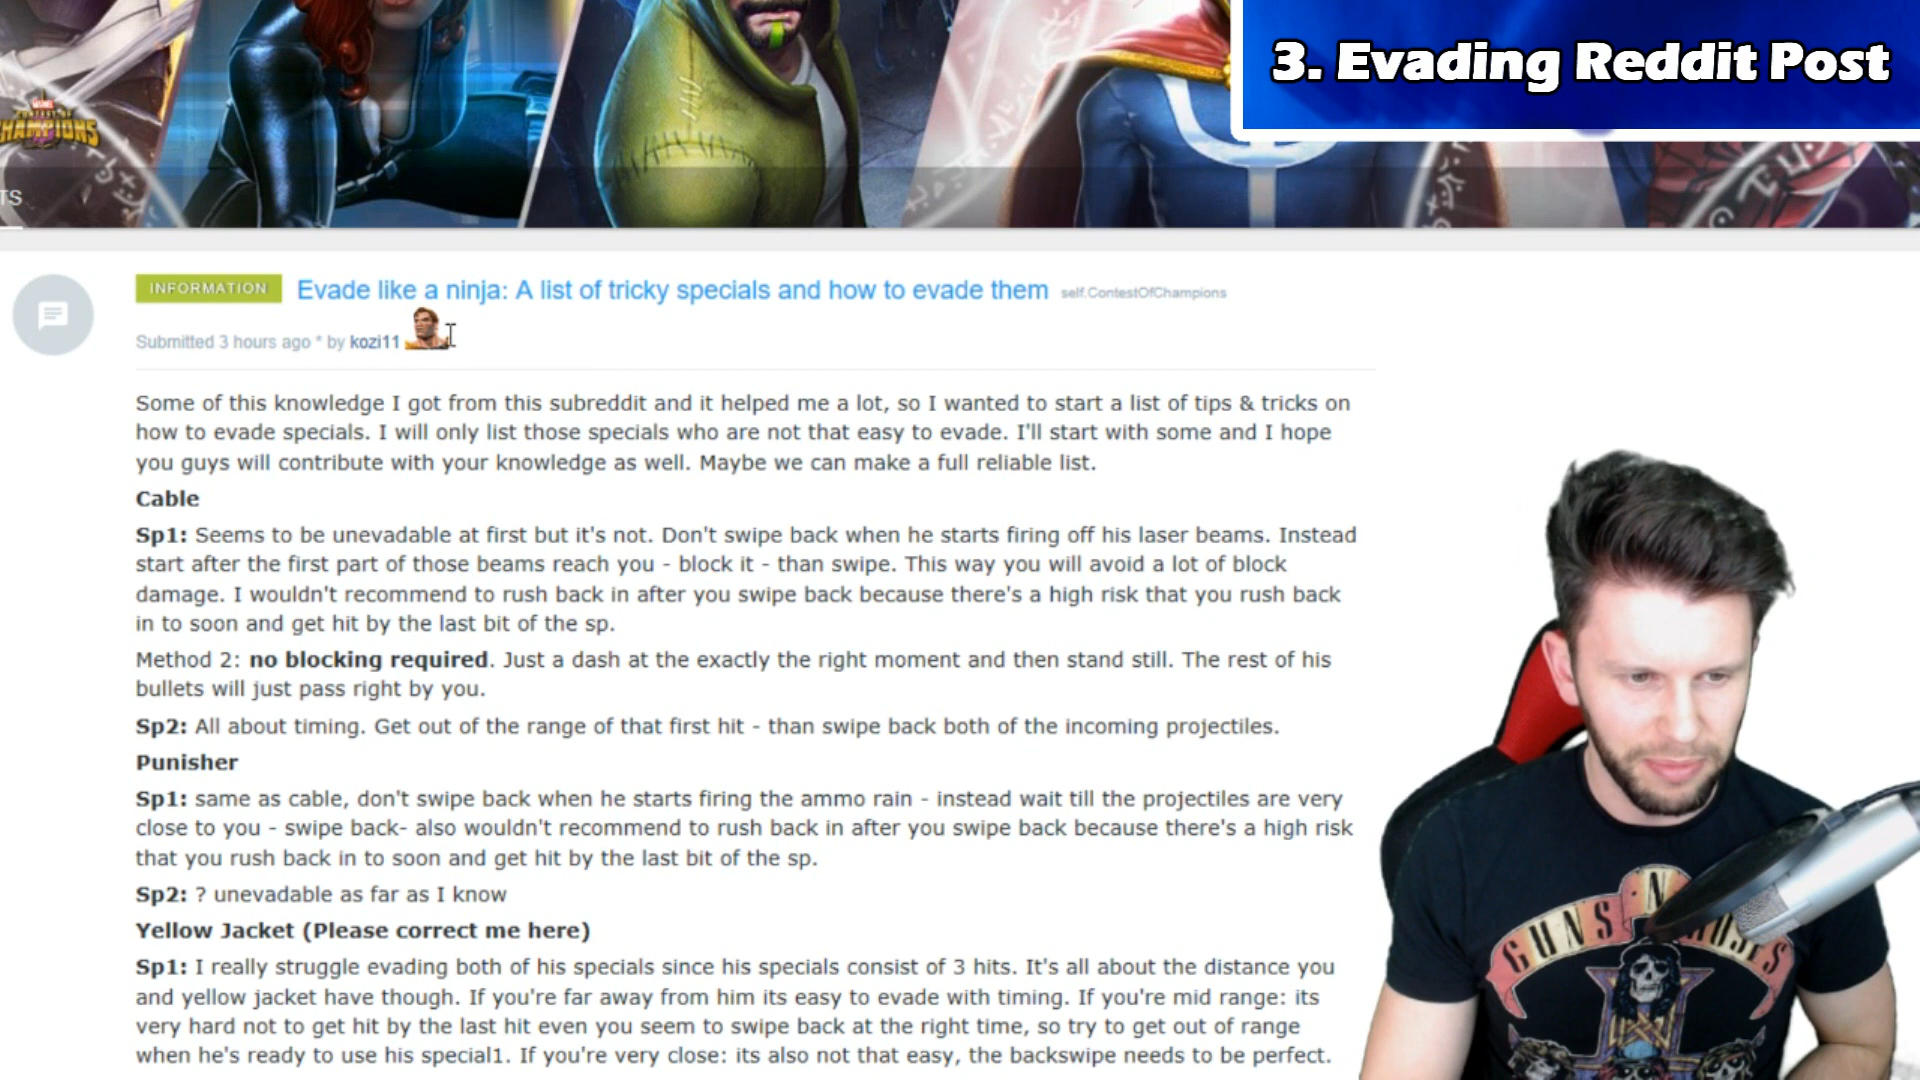 3. Evading Reddit Post
MARVEL
CONTEST OF
CHAMPIONS
TS
INFORMATION Evade like a ninja: A list of tricky specials and how to evade them self.ContestOfChampions
Submitted 3 hours ago * by kozi11
Some of this knowledge I got from this subreddit and it helped me a lot, so I wanted to start a list of tips & tricks on
how to evade specials. I will only list those specials who are not that easy to evade. I'll start with some and I hope
you guys will contribute with your knowledge as well. Maybe we can make a full reliable list.
Cable
Sp1: Seems to be unevadable at first but it's not. Don't swipe back when he starts firing off his laser beams. Instead
start after the first part of those beams reach you - block it - than swipe. This way you will avoid a lot of block
damage. I wouldn't recommend to rush back in after you swipe back because there's a high risk that you rush back
in to soon and get hit by the last bit of the sp.
Method 2: no blocking required. Just a dash at the exactly the right moment and then stand still. The rest of his
bullets will just pass right by you.
Sp2: All about timing. Get out of the range of that first hit - than swipe back both of the incoming projectiles.
Punisher
Sp1: same as cable, don't swipe back when he starts firing the ammo rain - instead wait till the projectiles are very
close to you - swipe back- also wouldn't recommend to rush back in after you swipe back because there's a high risk
that you rush back in to soon and get hit by the last bit of the sp.
Sp2: ? unevadable as far as I know
Yellow Jacket (Please correct me here)
Sp1: I really struggle evading both of his specials since his specials consist of 3 hits. It's all about the distance you
and yellow jacket have though. If you're far away from him its easy to evade with timing. If you're mid range: its
very hard not to get hit by the last hit even you seem to swipe back at the right time, so try to get out of range
when he's ready to use his special1. If you're very close: its also not that easy, the backswipe needs to be perfect.
GUNS N ROSES